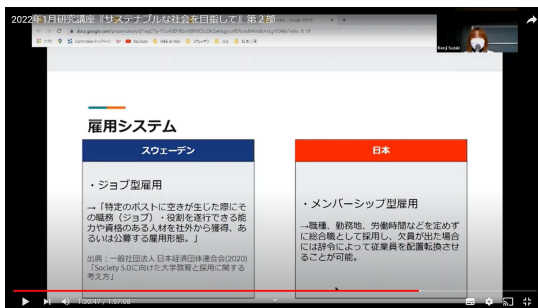 2022年1月研究講座『サステナブルな社会を目指して』第2部
Kenji Suzuki
雇用システム
スウェーデン
・ジョブ型雇用
→「特定のポストに空きが生じた際にそ
の職務（ジョブ）・役割を遂行できる能
力や資格のある人材を社外から獲得、あ
るいは公募する雇用形態。」
出典：一般社団法人 日本経済団体連合会(2020)
「Society 5.0に向けた大学教育と採用に関する
考え方」
日本
・メンバーシップ型雇用
→職種、勤務地、労働時間などを定めず
に総合職として採用し、欠員が出た場合
には辞令によって従業員を配置転換させ
ることが可能。
1:30:47 / 1:57:08